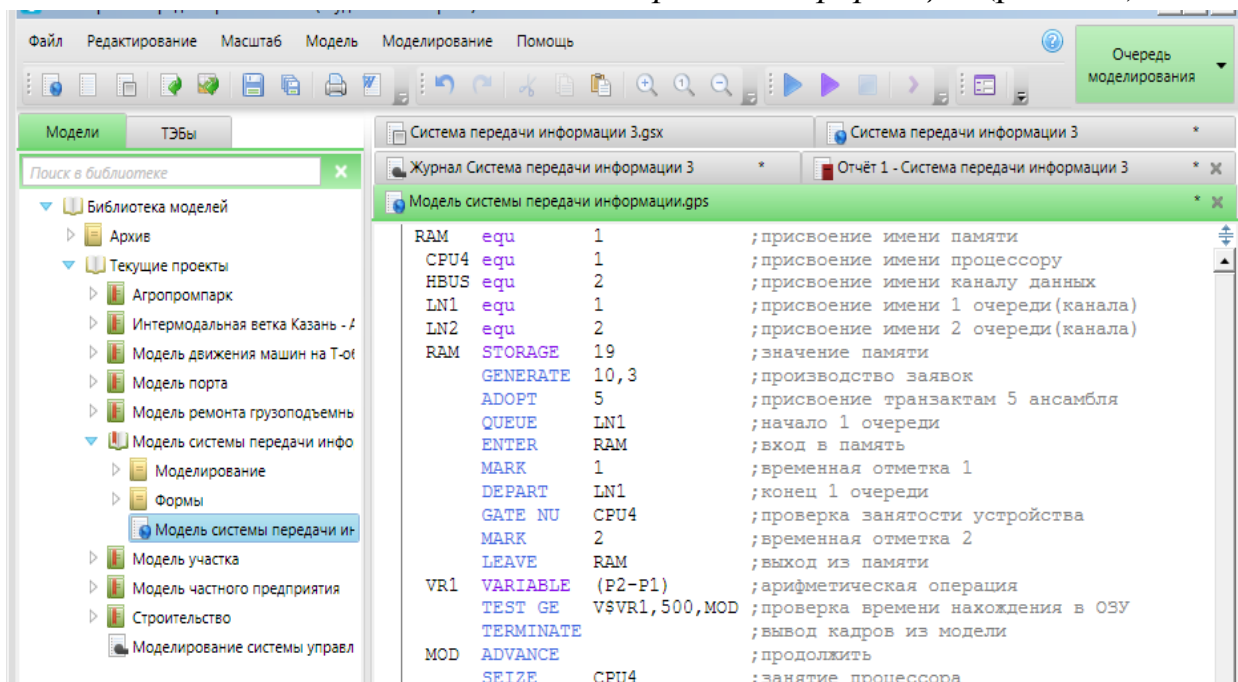 Файл Редактирование Масштаб Модель Моделирование Помощь
Очередь
моделирования
Модели ТЭБы
Поиск в библиотеке
Библиотека моделей
Архив
Текущие проекты
Агропромпарк
Интермодальная ветка Казань - А
Модель движения машин на Т-об
Модель порта
Модель ремонта грузоподъемнь
Модель системы передачи инфо
Моделирование
Формы
Модель системы передачи ин
Модель участка
Модель частного предприятия
Строительство
Моделирование системы управл
Система передачи информации 3.gsx Система передачи информации 3 *
Журнал Система передачи информации 3 * Отчёт 1 - Система передачи информации 3 *
Модель системы передачи информации.gps *
RAM equ 1 ;присвоение имени памяти
CPU4 equ 1 ;присвоение имени процессору
HBUS equ 2 ;присвоение имени каналу данных
LN1 equ 1 ;присвоение имени 1 очереди(канала)
LN2 equ 2 ;присвоение имени 2 очереди(канала)
RAM STORAGE 19 ;значение памяти
GENERATE 10,3 ;производство заявок
ADOPT 5 ;присвоение транзактам 5 ансамбля
QUEUE LN1 ;начало 1 очереди
ENTER RAM ;вход в память
MARK 1 ;временная отметка 1
DEPART LN1 ;конец 1 очереди
GATE NU CPU4 ;проверка занятости устройства
MARK 2 ;временная отметка 2
LEAVE RAM ;выход из памяти
VR1 VARIABLE (P2-P1) ;арифметическая операция
TEST GE V$VR1,500,MOD ;проверка времени нахождения в ОЗУ
TERMINATE ;вывод кадров из модели
MOD ADVANCE ;продолжить
SEIZE CPU4 ;занятие процессора